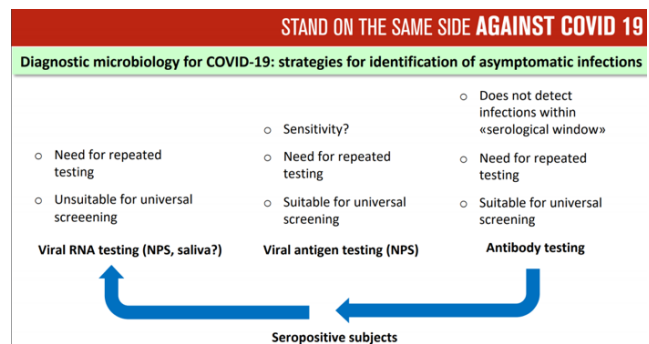 STAND ON THE SAME SIDE AGAINST COVID 19
Diagnostic microbiology for COVID-19: strategies for identification of asymptomatic infections
o Need for repeated
testing
o Unsuitable for universal
screeening
Viral RNA testing (NPS, saliva?)
o Sensitivity?
o Need for repeated
testing
o Suitable for universal
screening
Viral antigen testing (NPS)
o Does not detect
infections within
«serological window»
o Need for repeated
testing
o Suitable for universal
screening
Antibody testing
Seropositive subjects